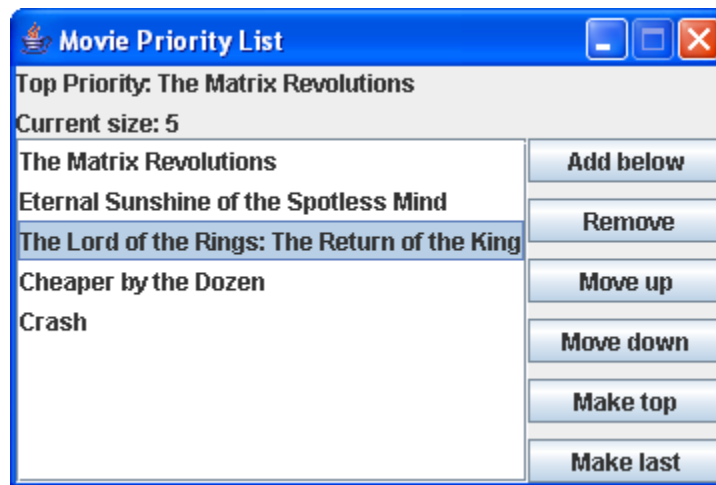 Movie Priority List
Top Priority: The Matrix Revolutions
Current size: 5
The Matrix Revolutions
Eternal Sunshine of the Spotless Mind
The Lord of the Rings: The Return of the King
Cheaper by the Dozen
Crash
Add below
Remove
Move up
Move down
Make top
Make last